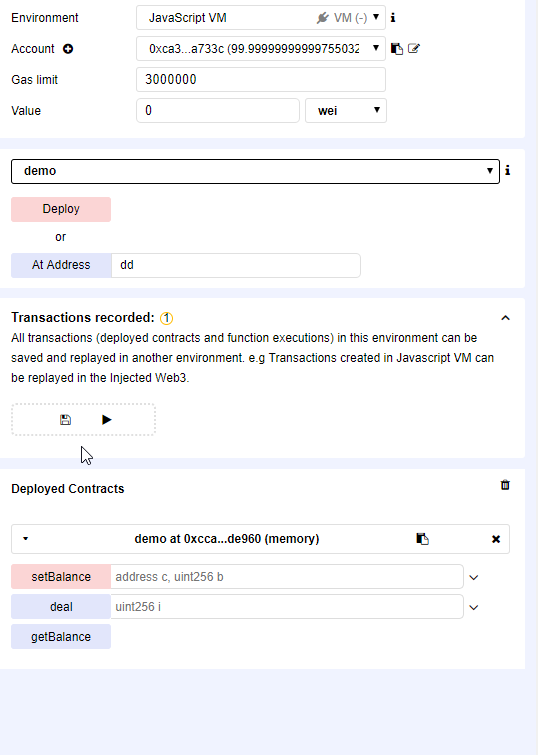 Environment JavaScript VM VM (-)
Account 0xca3...a733c (99.99999999999755032
Gas limit 3000000
Value 0 wei
demo
Deploy
or
At Address dd
Transactions recorded: 1
All transactions (deployed contracts and function executions) in this environment can be
saved and replayed in another environment. e.g Transactions created in Javascript VM can
be replayed in the Injected Web3.
Deployed Contracts
demo at 0xcca...de960 (memory)
setBalance address c, uint256 b
deal uint256 i
getBalance